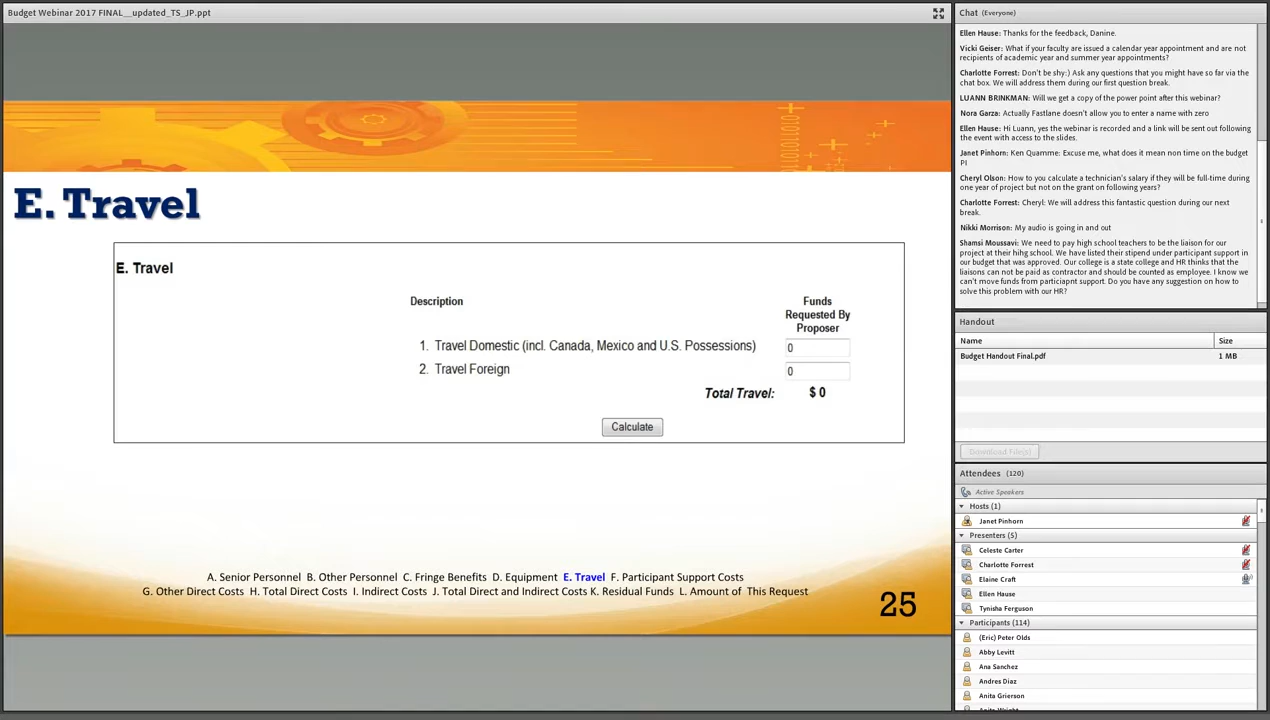 Budget Webinar 2017 FINAL__updated_TS_JP.ppt
E. Travel
E. Travel
Description
Funds
Requested By
Proposer
1. Travel Domestic (incl. Canada, Mexico and U.S. Possessions)
0
2. Travel Foreign
0
Total Travel: $ 0
Calculate
A. Senior Personnel B. Other Personnel C. Fringe Benefits D. Equipment E. Travel F. Participant Support Costs
G. Other Direct Costs H. Total Direct Costs I. Indirect Costs J. Total Direct and Indirect Costs K. Residual Funds L. Amount of This Request
25
Chat (Everyone)
Ellen Hause: Thanks for the feedback, Danine.
Vicki Geiser: What if your faculty are issued a calendar year appointment and are not
recipients of academic year and summer year appointments?
Charlotte Forrest: Don't be shy:) Ask any questions that you might have so far via the
chat box. We will address them during our first question break.
LUANN BRINKMAN: Will we get a copy of the power point after this webinar?
Nora Garza: Actually Fastlane doesn't allow you to enter a name with zero
Ellen Hause: Hi Luann, yes the webinar is recorded and a link will be sent out following
the event with access to the slides.
Janet Pinhorn: Ken Quamme: Excuse me, what does it mean non time on the budget
PI
Cheryl Olson: How to you calculate a technician's salary if they will be full-time during
one year of project but not on the grant on following years?
Charlotte Forrest: Cheryl: We will address this fantastic question during our next
break.
Nikki Morrison: My audio is going in and out
Shamsi Moussavi: We need to pay high school teachers to be the liaison for our
project at their hihg school. We have listed their stipend under participant support in
our budget that was approved. Our college is a state college and HR thinks that the
liaisons can not be paid as contractor and should be counted as employee. I know we
can't move funds from particiapnt support. Do you have any suggestion on how to
solve this problem with our HR?
Handout
Name Size
Budget Handout Final.pdf 1 MB
Download File(s)
Attendees (120)
Active Speakers
Hosts (1)
Janet Pinhorn
Presenters (5)
Celeste Carter
Charlotte Forrest
Elaine Craft
Ellen Hause
Tynisha Ferguson
Participants (114)
(Eric) Peter Olds
Abby Levitt
Ana Sanchez
Andres Diaz
Anita Grierson